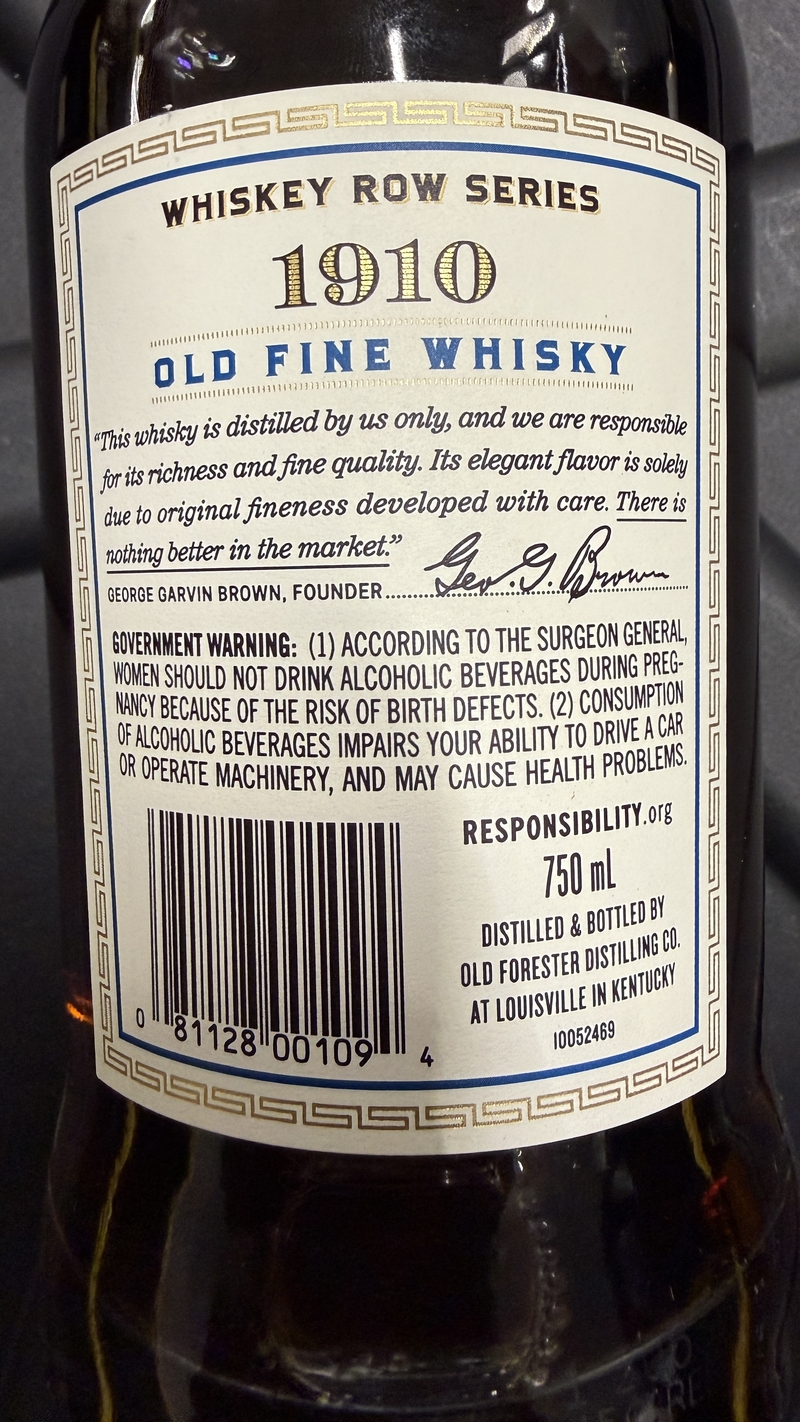 WHISKEY ROW SERIES
1910
OLD FINE WHISKY
“This whisky is distilled by us only, and we are responsible
for its richness and fine quality. Its elegant flavor is solely
due to original fineness developed with care. There is
nothing better in the market.”
GEORGE GARVIN BROWN, FOUNDER Geo. G. Brown
GOVERNMENT WARNING: (1) ACCORDING TO THE SURGEON GENERAL,
WOMEN SHOULD NOT DRINK ALCOHOLIC BEVERAGES DURING PREG-
NANCY BECAUSE OF THE RISK OF BIRTH DEFECTS. (2) CONSUMPTION
OF ALCOHOLIC BEVERAGES IMPAIRS YOUR ABILITY TO DRIVE A CAR
OR OPERATE MACHINERY, AND MAY CAUSE HEALTH PROBLEMS.
RESPONSIBILITY.org
750 mL
DISTILLED & BOTTLED BY
OLD FORESTER DISTILLING CO.
AT LOUISVILLE IN KENTUCKY
10052469
0 81128 00109 4